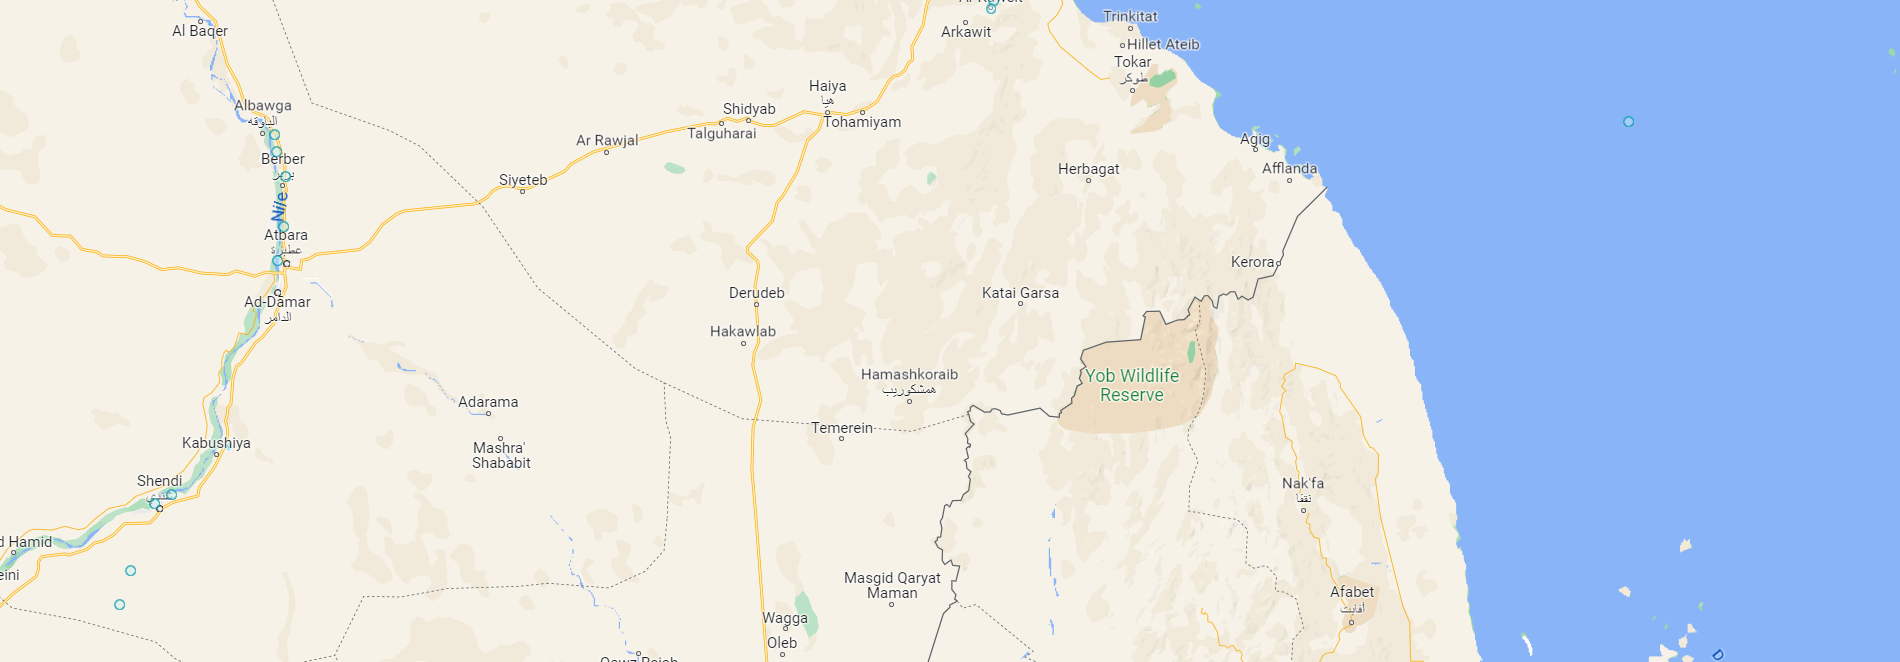 Trinkitat
Al Baqer
Arkawit
Hillet Ateib
Tokar
طوكر
Haiya
هيا
Albawga
الباوقة
Shidyab
Tohamiyam
Talguharai
Ar Rawjal
Agig
Berber
بربر
Herbagat
Afflanda
Siyeteb
Nile
Atbara
عطبرة
Kerora
Derudeb
Katai Garsa
Ad-Damar
الدامر
Hakawlab
Hamashkoraib
همشكوريب
Yob Wildlife
Reserve
Adarama
Temerein
Kabushiya
Mashra'
Shababit
Shendi
Nak'fa
نقفا
d Hamid
eini
Masgid Qaryat
Maman
Afabet
أفابت
Wagga
Oleb
D